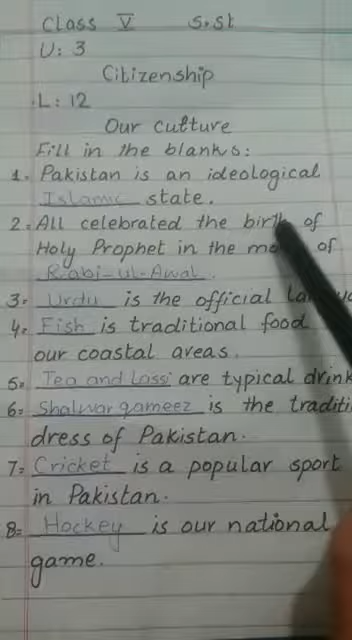 Class V S.St
U: 3
Citizenship
L: 12
Our culture
Fill in the blanks:
1. Pakistan is an ideological
Islamic state.
2. All celebrated the birth of
Holy Prophet in the of
Rabi-ul-Awal.
3. Urdu is the official
4. Fish is traditional food
our coastal areas.
5. Tea and Lassi are typical drink
6. Shalwar qameez is the traditi
dress of Pakistan.
7. Cricket is a popular sport
in Pakistan.
8. Hockey is our national
game.